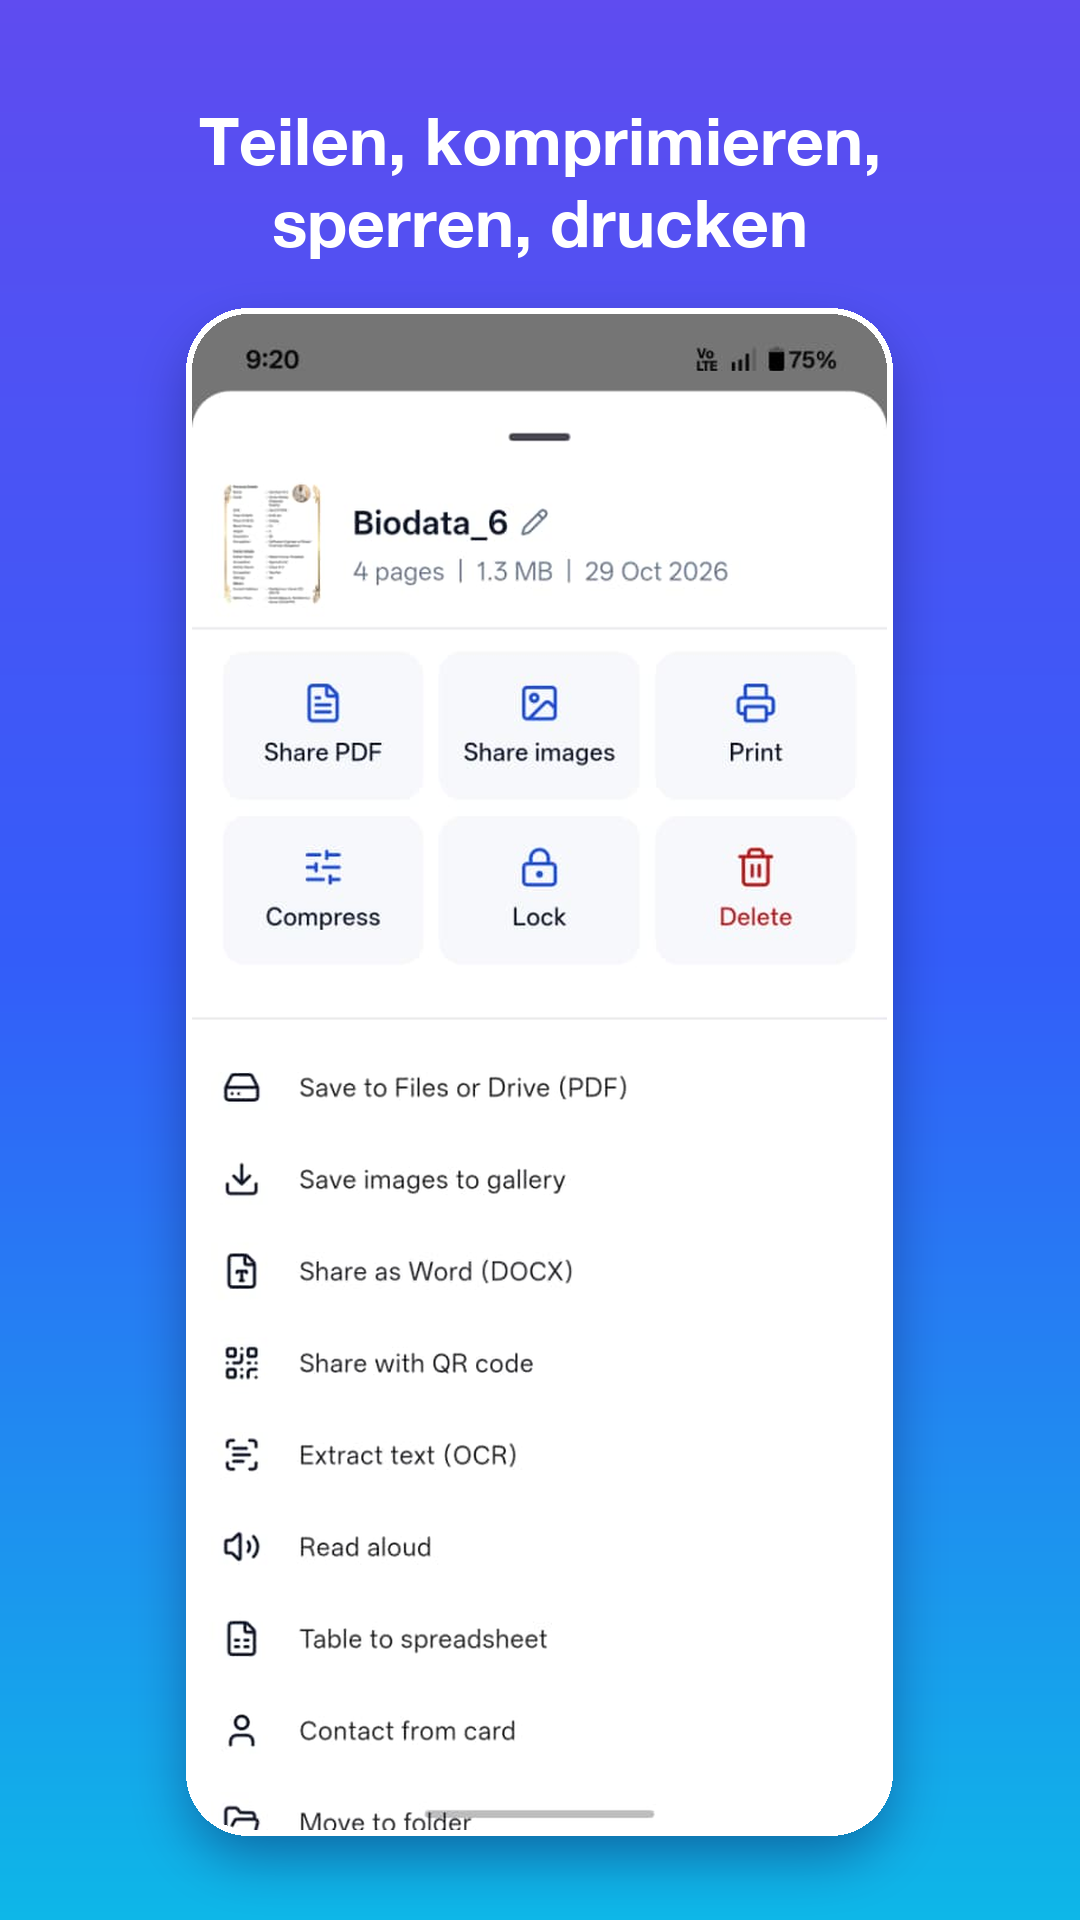 Teilen, komprimieren,
sperren, drucken
9:20
Vo LTE 75%
Biodata_6
4 pages | 1.3 MB | 29 Oct 2026
Share PDF
Share images
Print
Compress
Lock
Delete
Save to Files or Drive (PDF)
Save images to gallery
Share as Word (DOCX)
Share with QR code
Extract text (OCR)
Read aloud
Table to spreadsheet
Contact from card
Move to folder